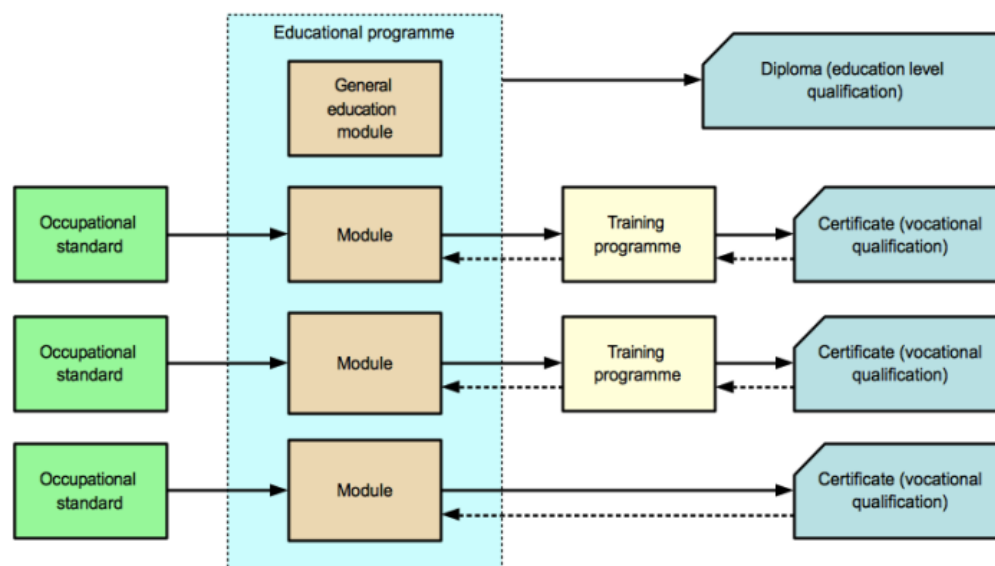 Educational programme
General
education
module
Diploma (education level
qualification)
Occupational
standard
Module
Training
programme
Certificate (vocational
qualification)
Occupational
standard
Module
Training
programme
Certificate (vocational
qualification)
Occupational
standard
Module
Certificate (vocational
qualification)